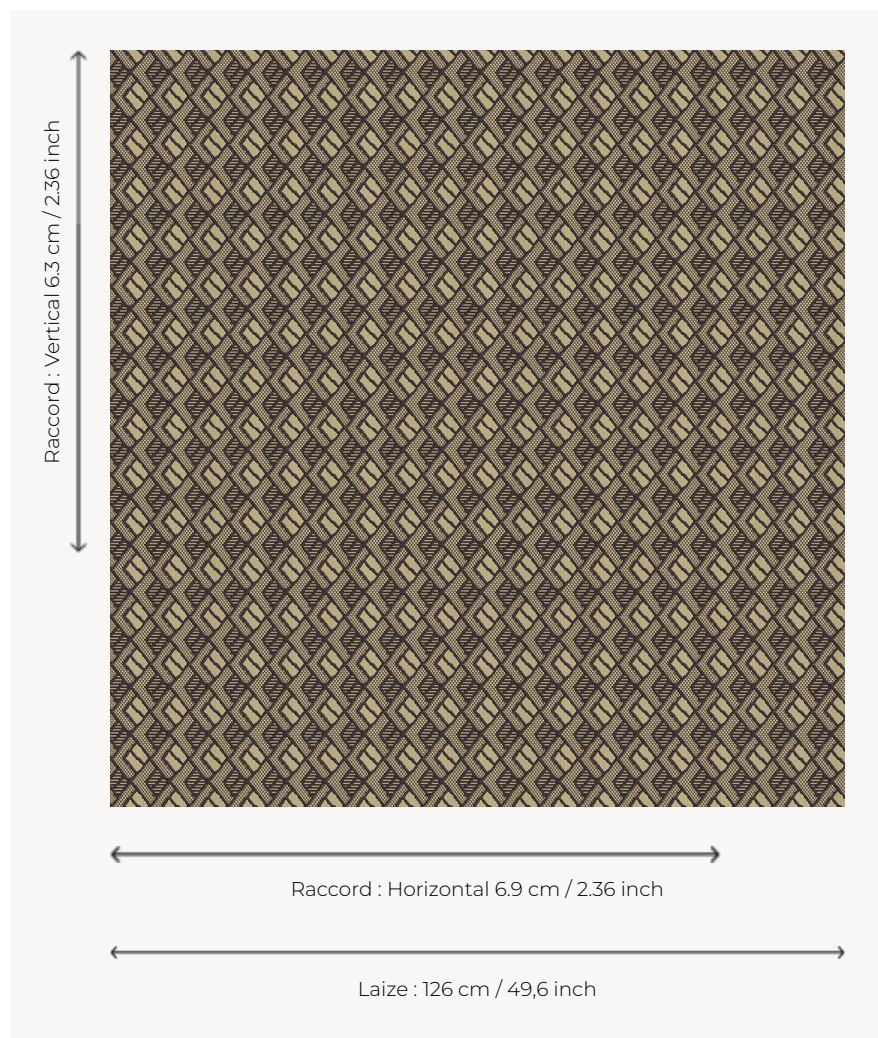 Raccord : Vertical 6.3 cm / 2.36 inch
Raccord : Horizontal 6.9 cm / 2.36 inch
Laize : 126 cm / 49,6 inch